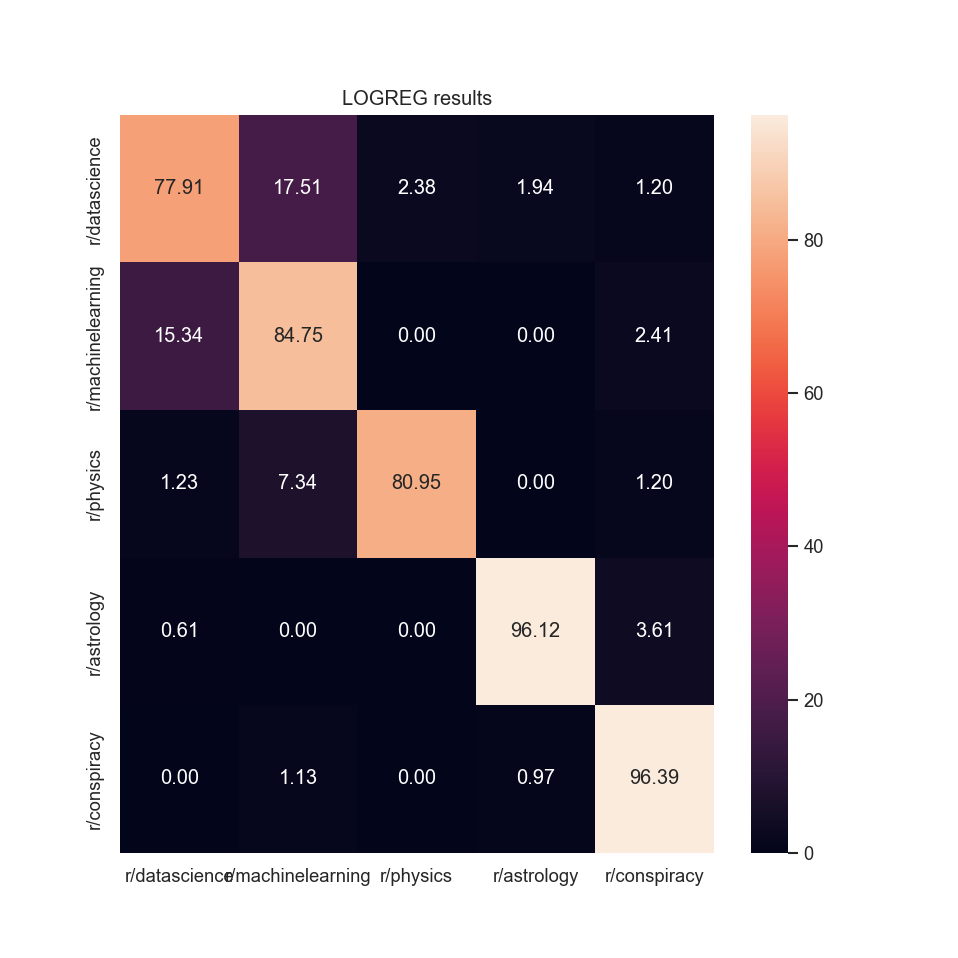 LOGREG results
r/datascience 77.91 17.51 2.38 1.94 1.20
r/machinelearning 15.34 84.75 0.00 0.00 2.41
r/physics 1.23 7.34 80.95 0.00 1.20
r/astrology 0.61 0.00 0.00 96.12 3.61
r/conspiracy 0.00 1.13 0.00 0.97 96.39
r/datascience r/machinelearning r/physics r/astrology r/conspiracy
80
60
40
20
0